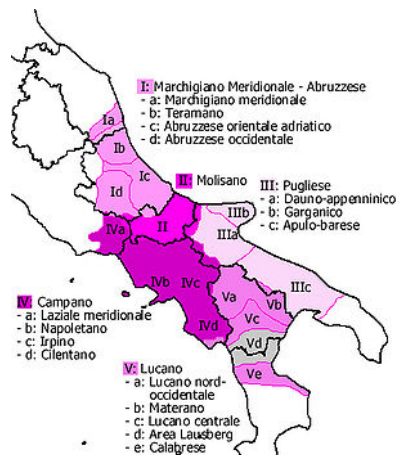 I: Marchigiano Meridionale - Abruzzese
- a: Marchigiano meridionale
- b: Teramano
- c: Abruzzese orientale adriatico
- d: Abruzzese occidentale
Ia
Ib
Ic
Id
II: Molisano
III: Pugliese
- a: Dauno-appenninico
- b: Garganico
- c: Apulo-barese
IIIb
IVa
II
IIIa
IVb
IVc
Va
Vb
IIIc
IV: Campano
- a: Laziale meridionale
- b: Napoletano
- c: Irpino
- d: Cilentano
IVd
Vc
Vd
Ve
V: Lucano
- a: Lucano nord-
occidentale
- b: Materano
- c: Lucano centrale
- d: Area Lausberg
- e: Calabrese